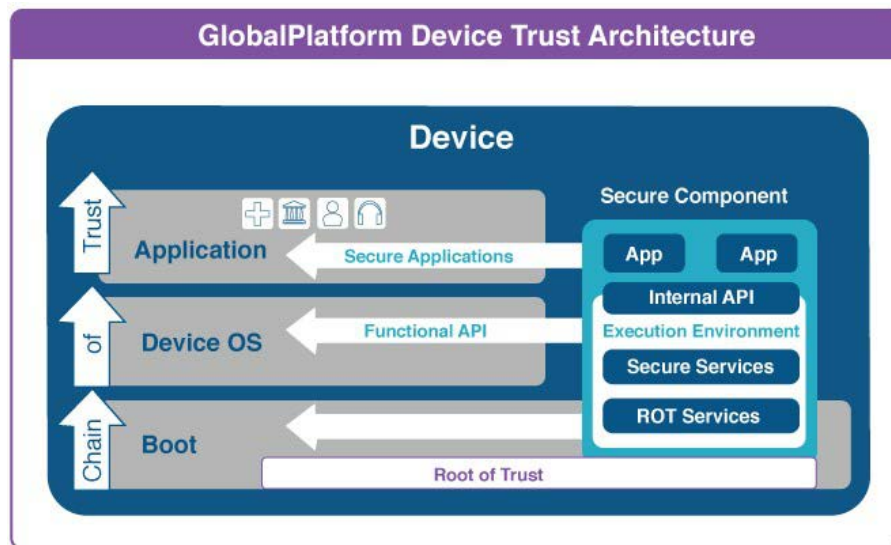 GlobalPlatform Device Trust Architecture
Device
Secure Component
Trust
Application
Secure Applications
App
App
Internal API
of
Device OS
Functional API
Execution Environment
Secure Services
ROT Services
Chain
Boot
Root of Trust